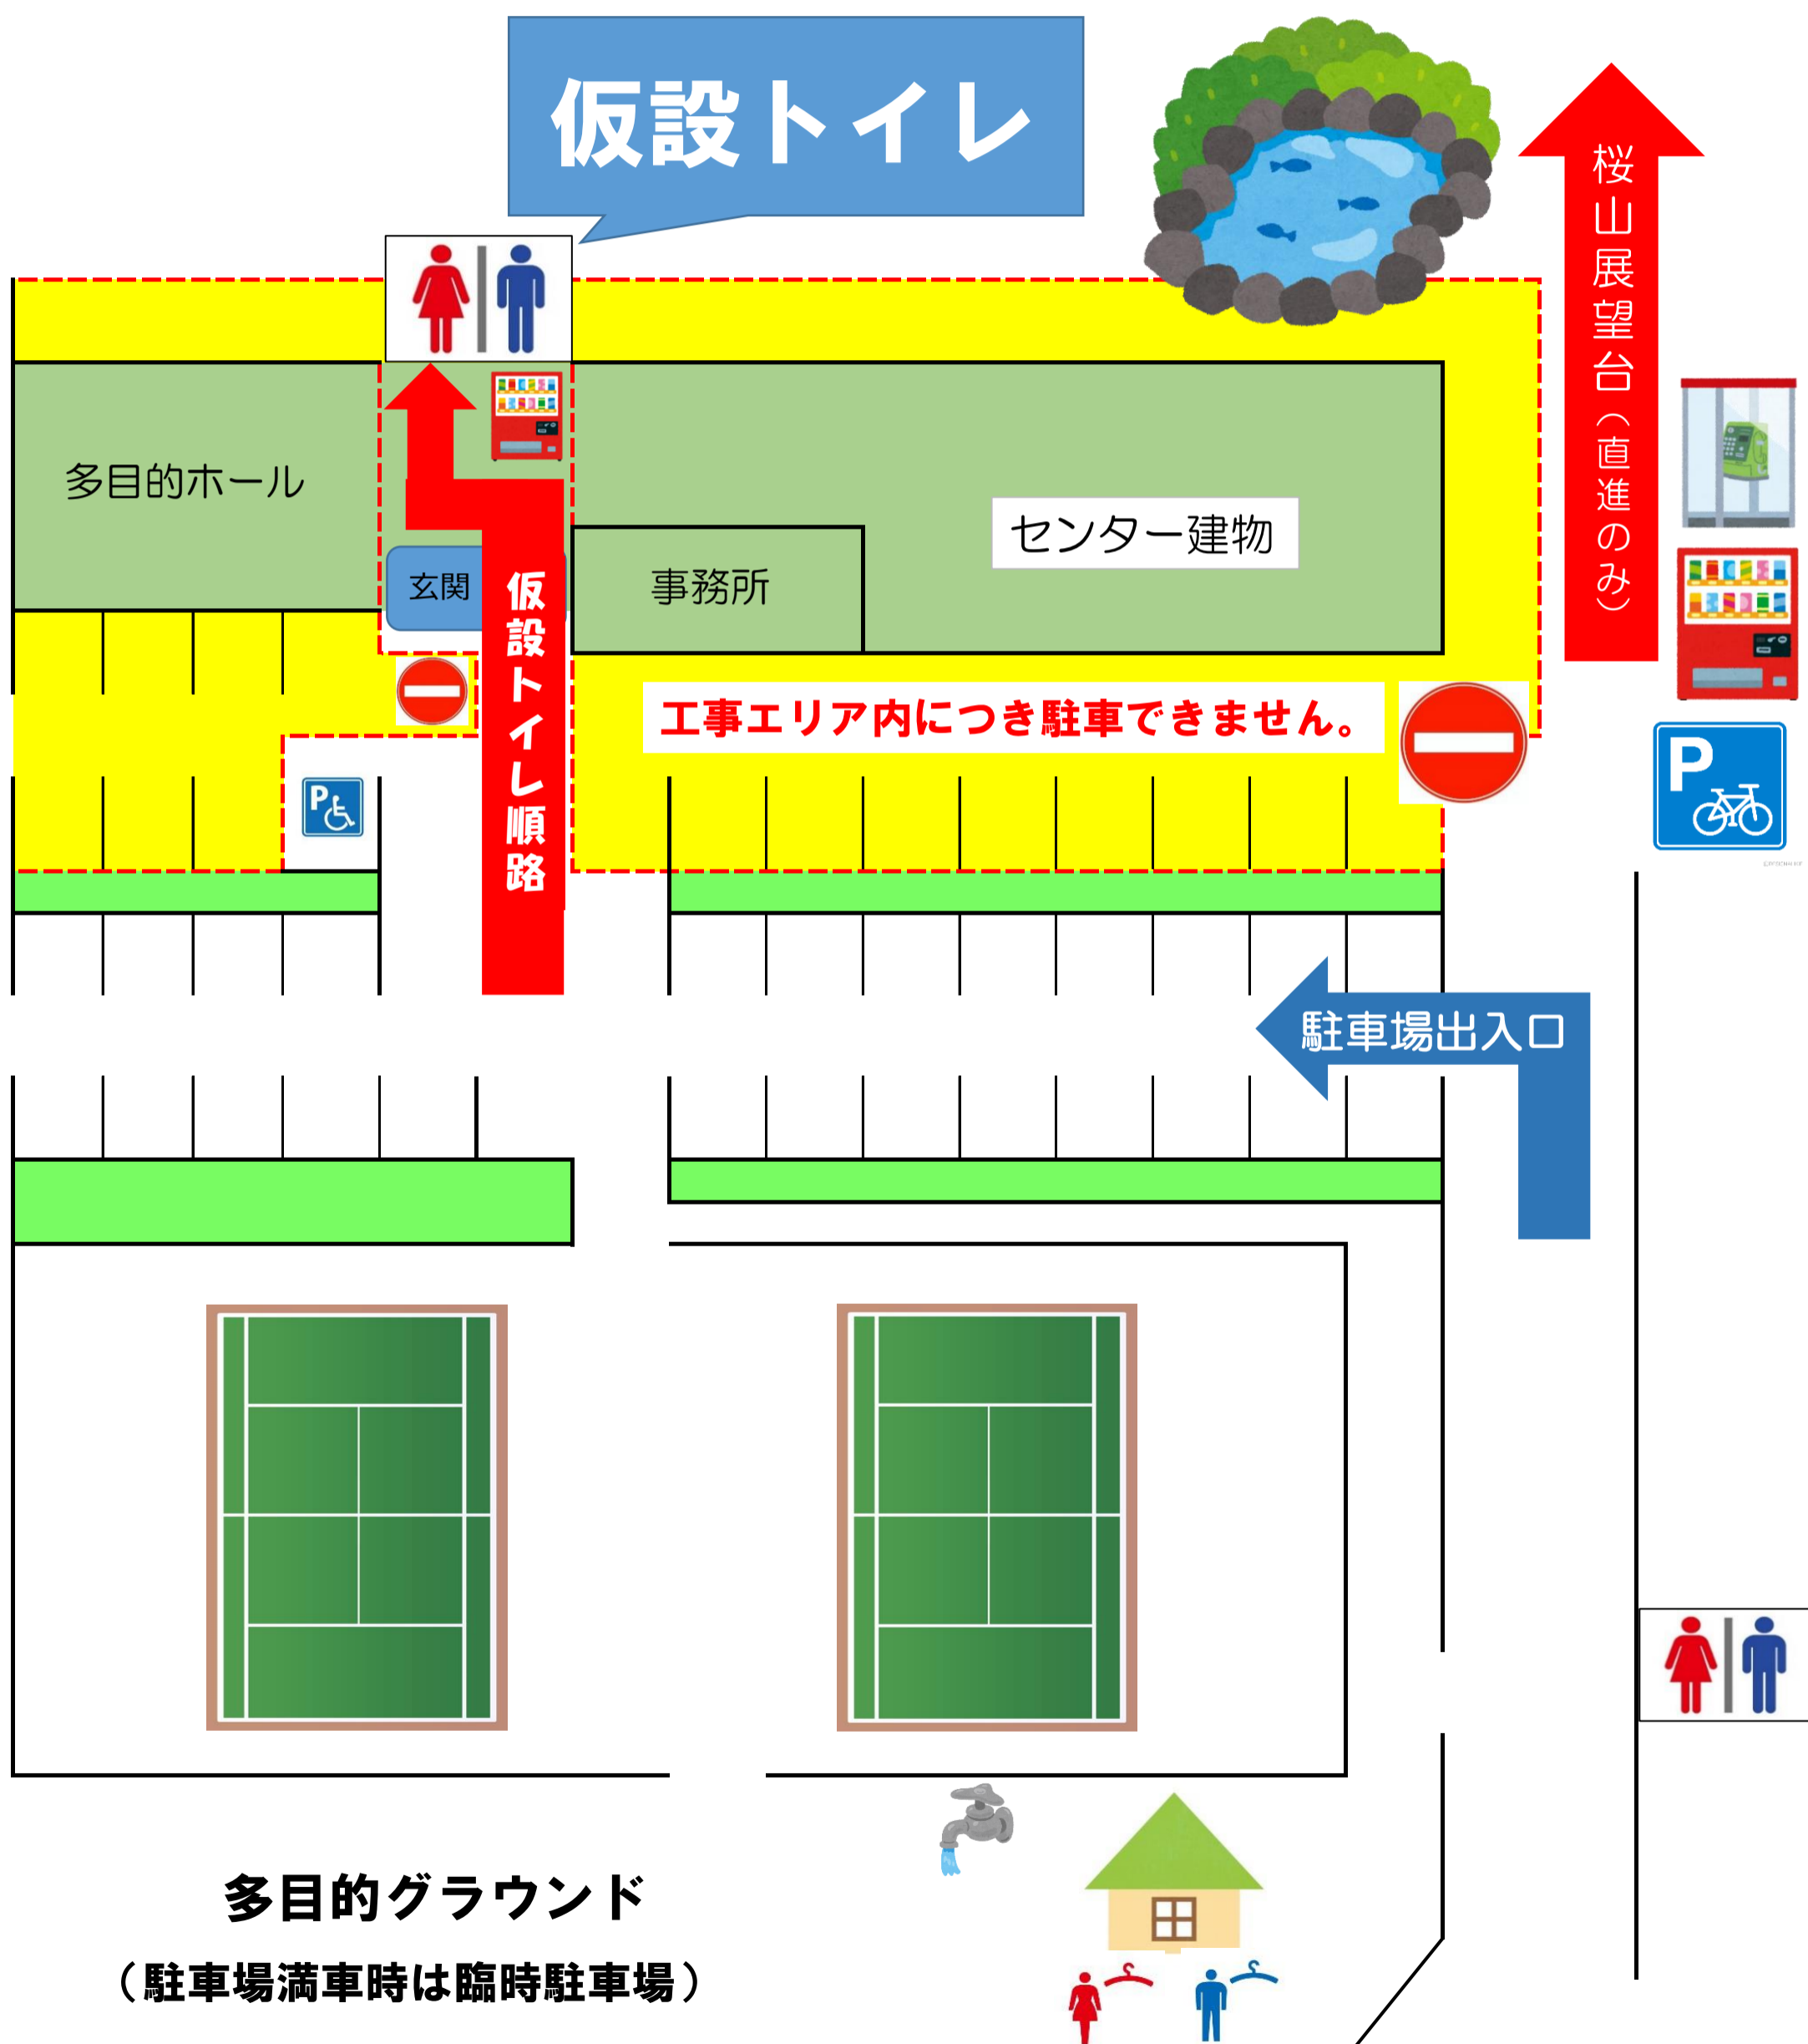 仮設トイレ
桜山展望台（直進のみ）
多目的ホール
センター建物
玄関
事務所
仮設トイレ順路
工事エリア内につき駐車できません。
P
P
駐車場出入口
多目的グラウンド
（駐車場満車時は臨時駐車場）